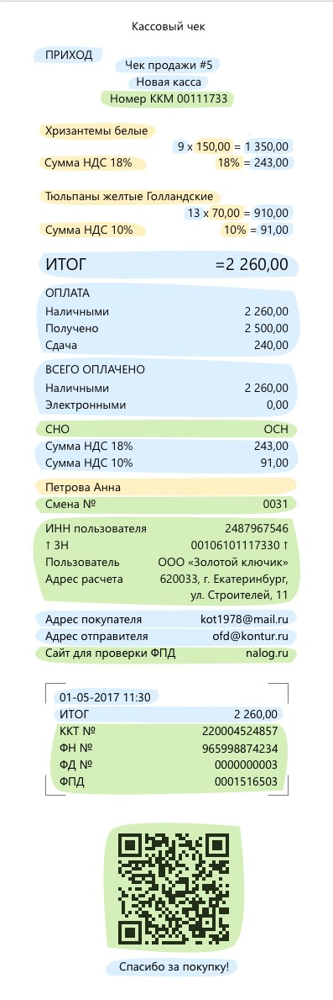 Кассовый чек
ПРИХОД
Чек продажи #5
Новая касса
Номер ККМ 00111733
Хризантемы белые
9 x 150,00 = 1 350,00
Сумма НДС 18% 18% = 243,00
Тюльпаны желтые Голландские
13 x 70,00 = 910,00
Сумма НДС 10% 10% = 91,00
ИТОГ =2 260,00
ОПЛАТА
Наличными 2 260,00
Получено 2 500,00
Сдача 240,00
ВСЕГО ОПЛАЧЕНО
Наличными 2 260,00
Электронными 0,00
СНО ОСН
Сумма НДС 18% 243,00
Сумма НДС 10% 91,00
Петрова Анна
Смена № 0031
ИНН пользователя 2487967546
↑ ЗН 00106101117330 ↑
Пользователь ООО «Золотой ключик»
Адрес расчета 620033, г. Екатеринбург,
ул. Строителей, 11
Адрес покупателя kot1978@mail.ru
Адрес отправителя ofd@kontur.ru
Сайт для проверки ФПД nalog.ru
01-05-2017 11:30
ИТОГ 2 260,00
ККТ № 220004524857
ФН № 965998874234
ФД № 0000000003
ФПД 0001516503
Спасибо за покупку!